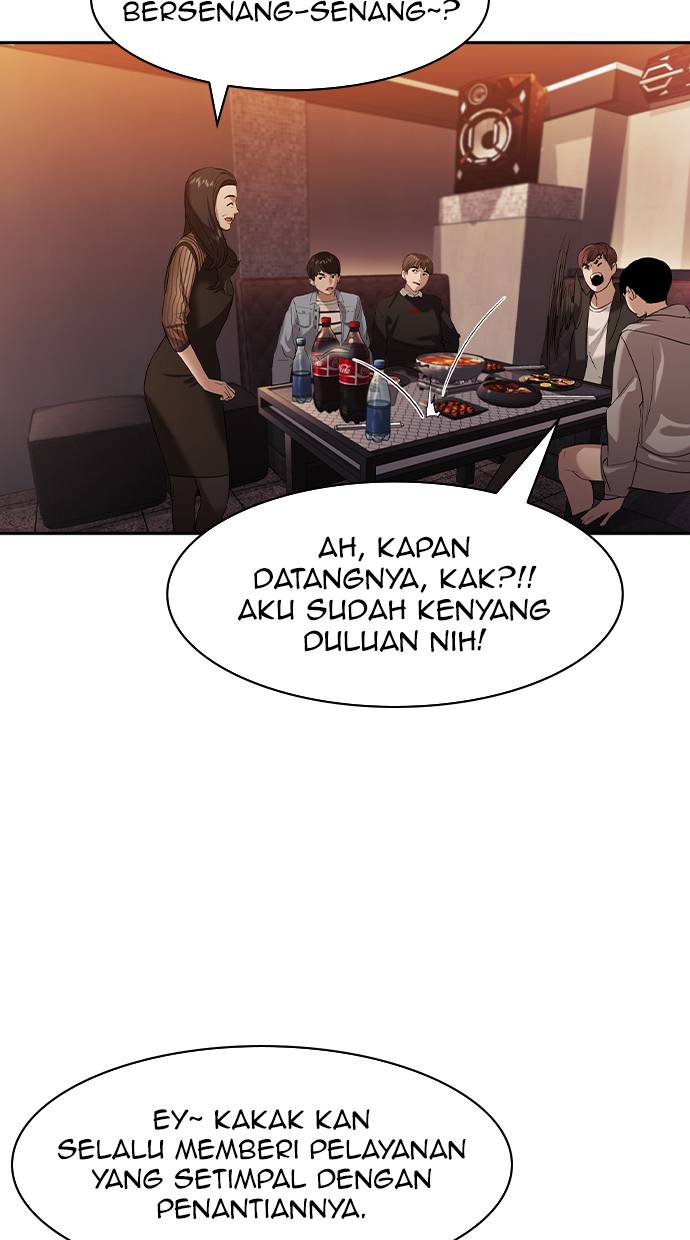 BERSENANG-SENANG~?
AH, KAPAN
DATANGNYA, KAK?!!
AKU SUDAH KENYANG
DULUAN NIH!
EY~ KAKAK KAN
SELALU MEMBERI PELAYANAN
YANG SETIMPAL DENGAN
PENANTIANNYA.